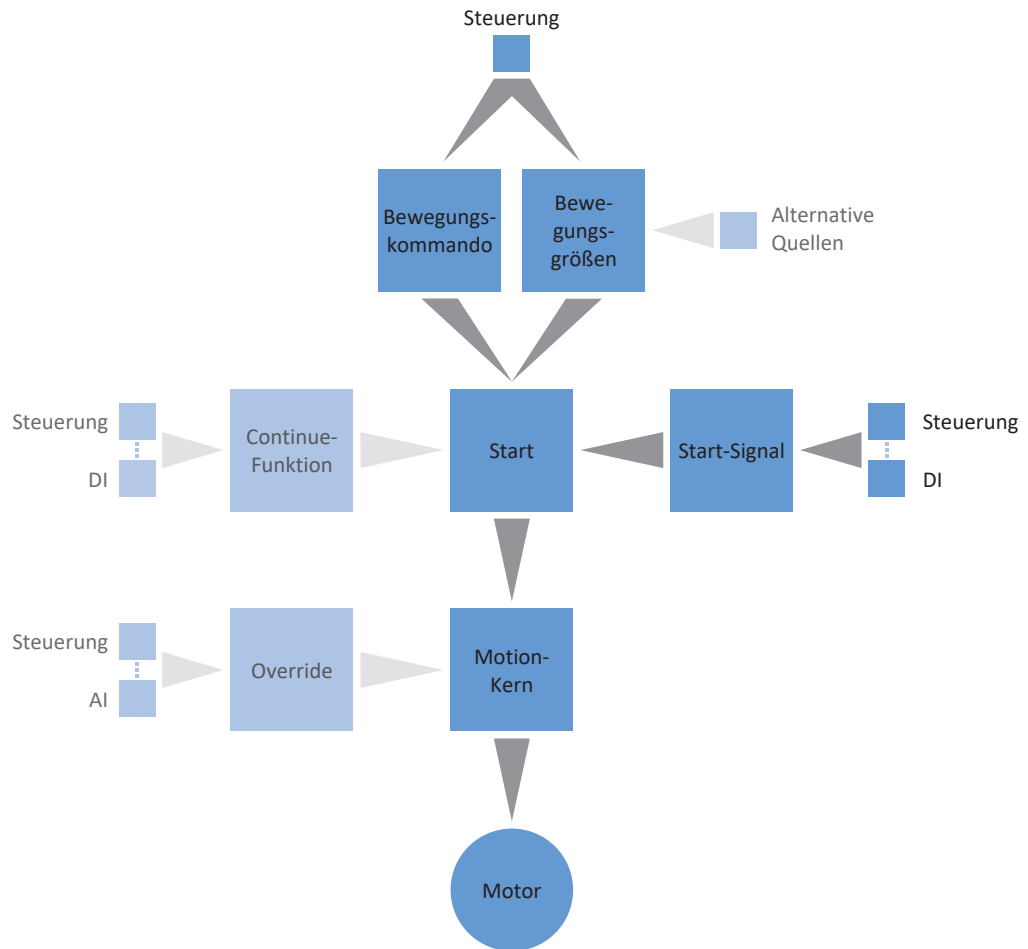 Steuerung
Bewegungs-
kommando
Bewe-
gungs-
größen
Alternative
Quellen
Steuerung
DI
Continue-
Funktion
Start
Start-Signal
Steuerung
DI
Steuerung
AI
Override
Motion-
Kern
Motor